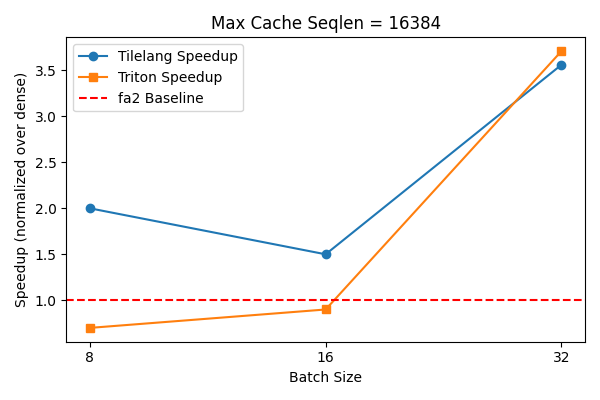 Max Cache Seqlen = 16384
Tilelang Speedup
Triton Speedup
fa2 Baseline
Speedup (normalized over dense)
3.5
3.0
2.5
2.0
1.5
1.0
8
16
32
Batch Size